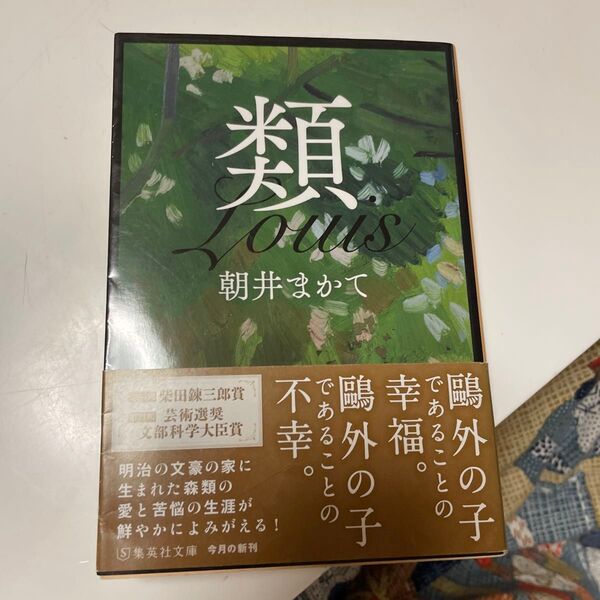 類
Louis
朝井まかて
鷗外の子
であることの
幸福。
鷗外の子
であることの
不幸。
柴田錬三郎賞
芸術選奨
文部科学大臣賞
明治の文豪の家に
生まれた森類の
愛と苦悩の生涯が
鮮やかによみがえる!
S集英社文庫 今月の新刊